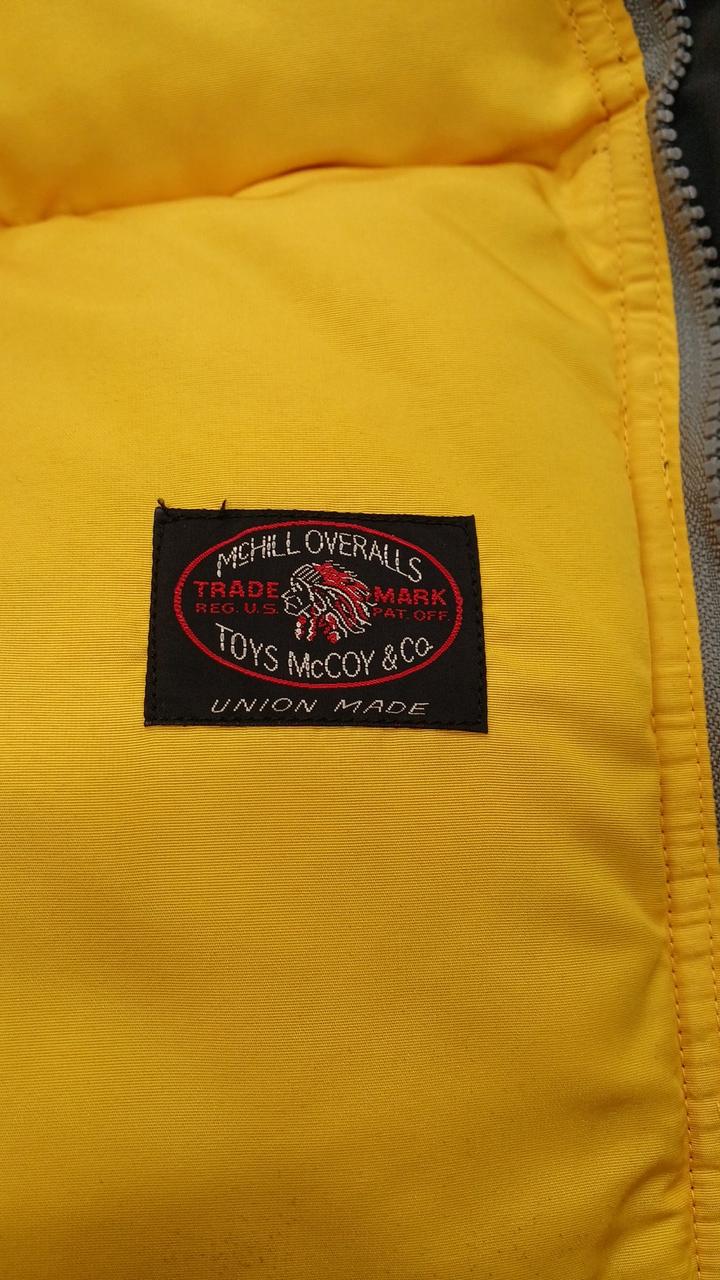 McHILL OVERALLS
TRADE MARK
REG. U.S. PAT. OFF.
TOYS McCOY & Co
UNION MADE